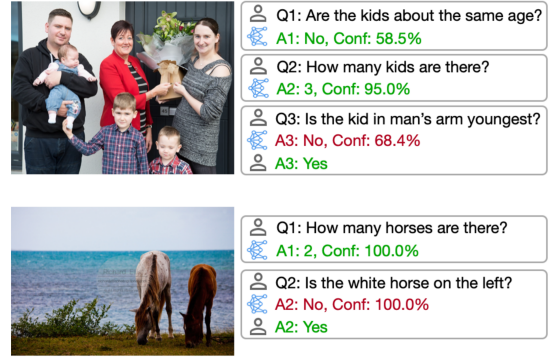 Q1: Are the kids about the same age?
A1: No, Conf: 58.5%
Q2: How many kids are there?
A2: 3, Conf: 95.0%
Q3: Is the kid in man's arm youngest?
A3: No, Conf: 68.4%
A3: Yes
Q1: How many horses are there?
A1: 2, Conf: 100.0%
Q2: Is the white horse on the left?
A2: No, Conf: 100.0%
A2: Yes